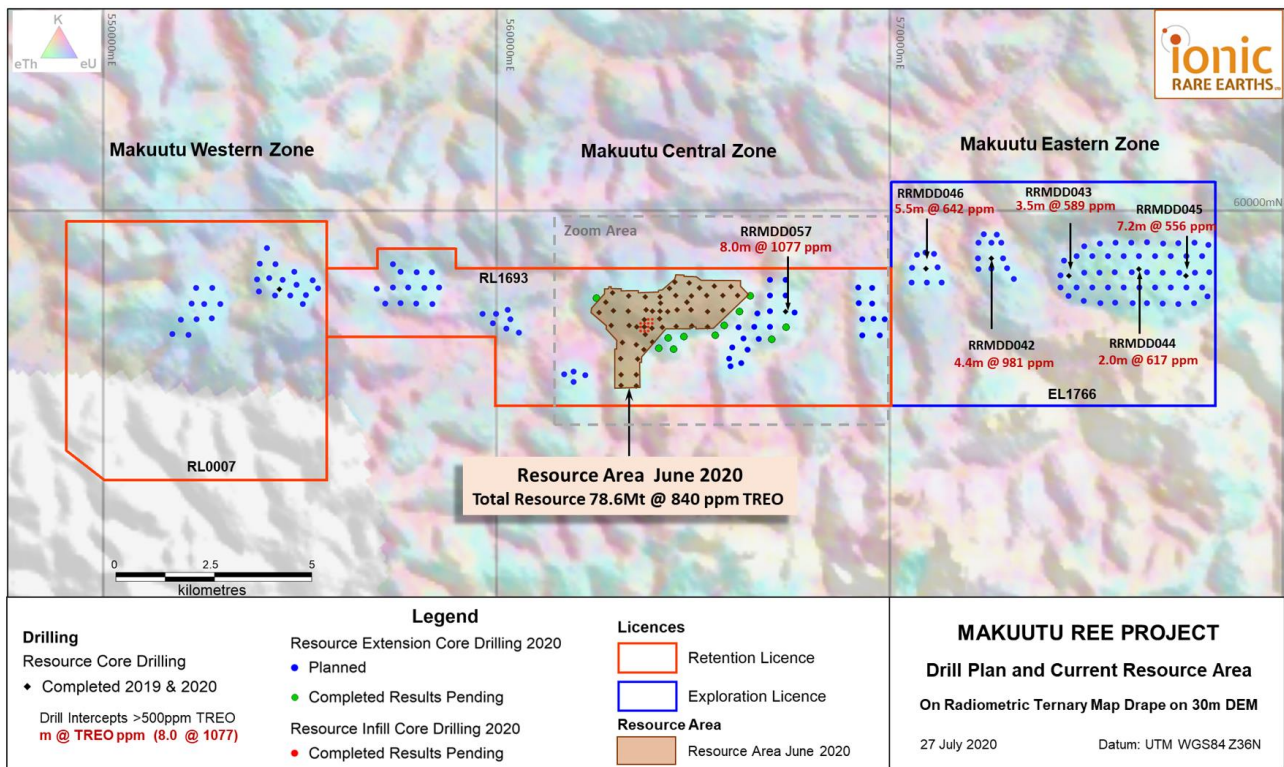 K
eTh
eU
550000mE
560000mE
570000mE
ionic
RARE EARTHS
Makuutu Western Zone
Makuutu Central Zone
Makuutu Eastern Zone
60000mN
RRMDD046
5.5m @ 642 ppm
RRMDD043
3.5m @ 589 ppm
RRMDD045
7.2m @ 556 ppm
Zoom Area
RRMDD057
8.0m @ 1077 ppm
RL1693
RRMDD042
4.4m @ 981 ppm
RRMDD044
2.0m @ 617 ppm
EL1766
RL0007
Resource Area June 2020
Total Resource 78.6Mt @ 840 ppm TREO
0
2.5
5
kilometres
Legend
Drilling
Resource Core Drilling
Completed 2019 & 2020
Drill Intercepts >500ppm TREO
m @ TREO ppm (8.0 @ 1077)
Resource Extension Core Drilling 2020
Planned
Completed Results Pending
Resource Infill Core Drilling 2020
Completed Results Pending
Licences
Retention Licence
Exploration Licence
Resource Area
Resource Area June 2020
MAKUUTU REE PROJECT
Drill Plan and Current Resource Area
On Radiometric Ternary Map Drape on 30m DEM
27 July 2020
Datum: UTM WGS84 Z36N